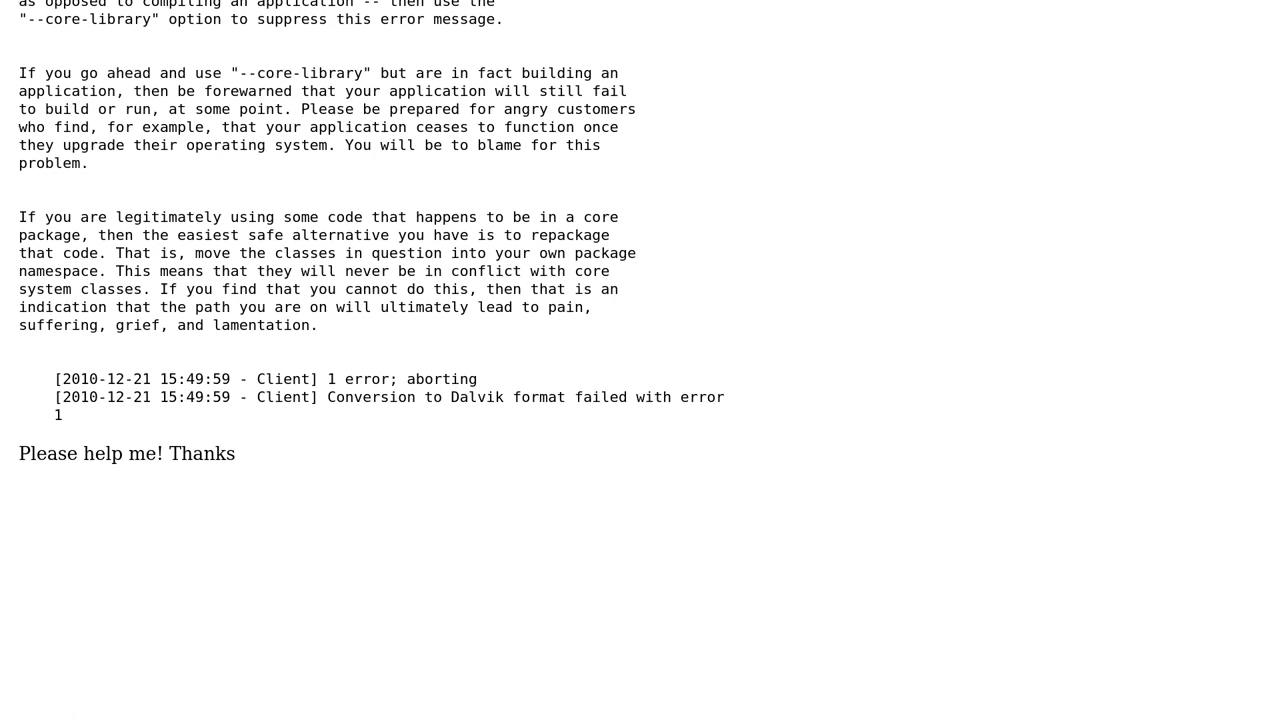 as opposed to compiling an application -- then use the
"--core-library" option to suppress this error message.
If you go ahead and use "--core-library" but are in fact building an
application, then be forewarned that your application will still fail
to build or run, at some point. Please be prepared for angry customers
who find, for example, that your application ceases to function once
they upgrade their operating system. You will be to blame for this
problem.
If you are legitimately using some code that happens to be in a core
package, then the easiest safe alternative you have is to repackage
that code. That is, move the classes in question into your own package
namespace. This means that they will never be in conflict with core
system classes. If you find that you cannot do this, then that is an
indication that the path you are on will ultimately lead to pain,
suffering, grief, and lamentation.
[2010-12-21 15:49:59 - Client] 1 error; aborting
[2010-12-21 15:49:59 - Client] Conversion to Dalvik format failed with error
1
Please help me! Thanks